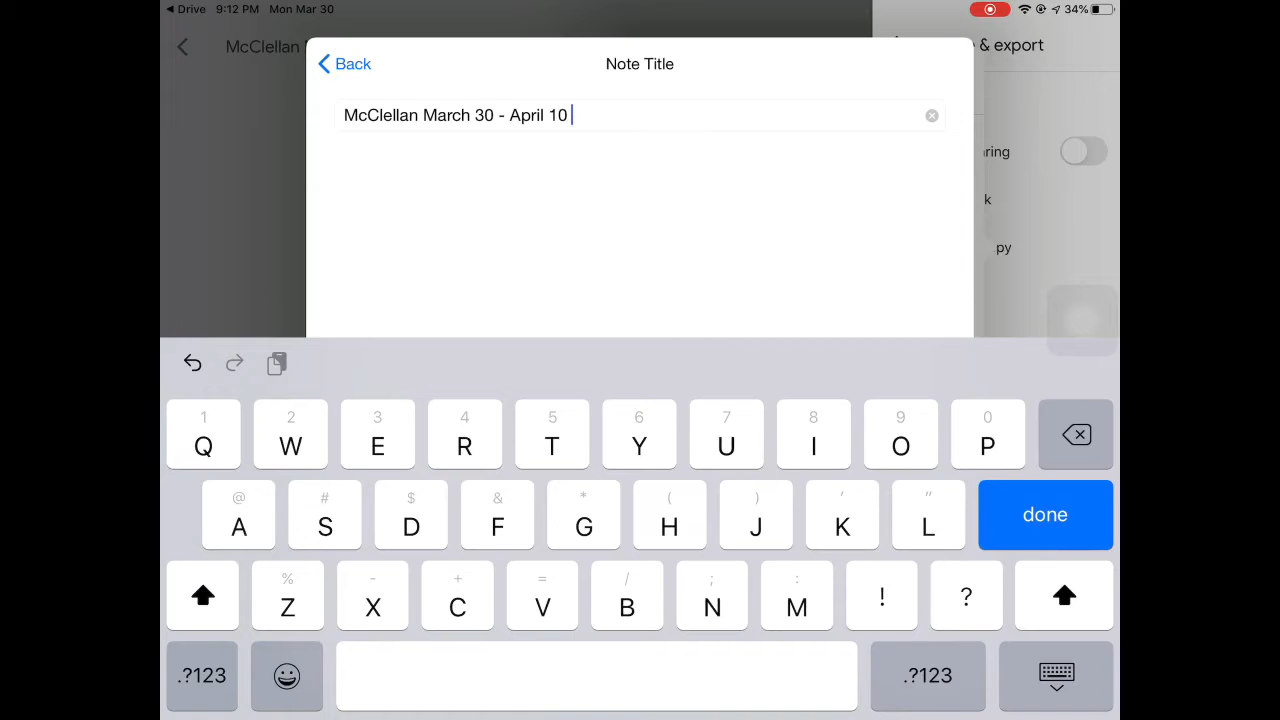 Drive 9:12 PM Mon Mar 30 34%
McClellan & export
Back Note Title
McClellan March 30 - April 10
ring
k
py
1 2 3 4 5 6 7 8 9 0
Q W E R T Y U I O P
@ # $ & * ( ) ' "
A S D F G H J K L done
% - + = / ; :
Z X C V B N M ! ?
.?123 .?123